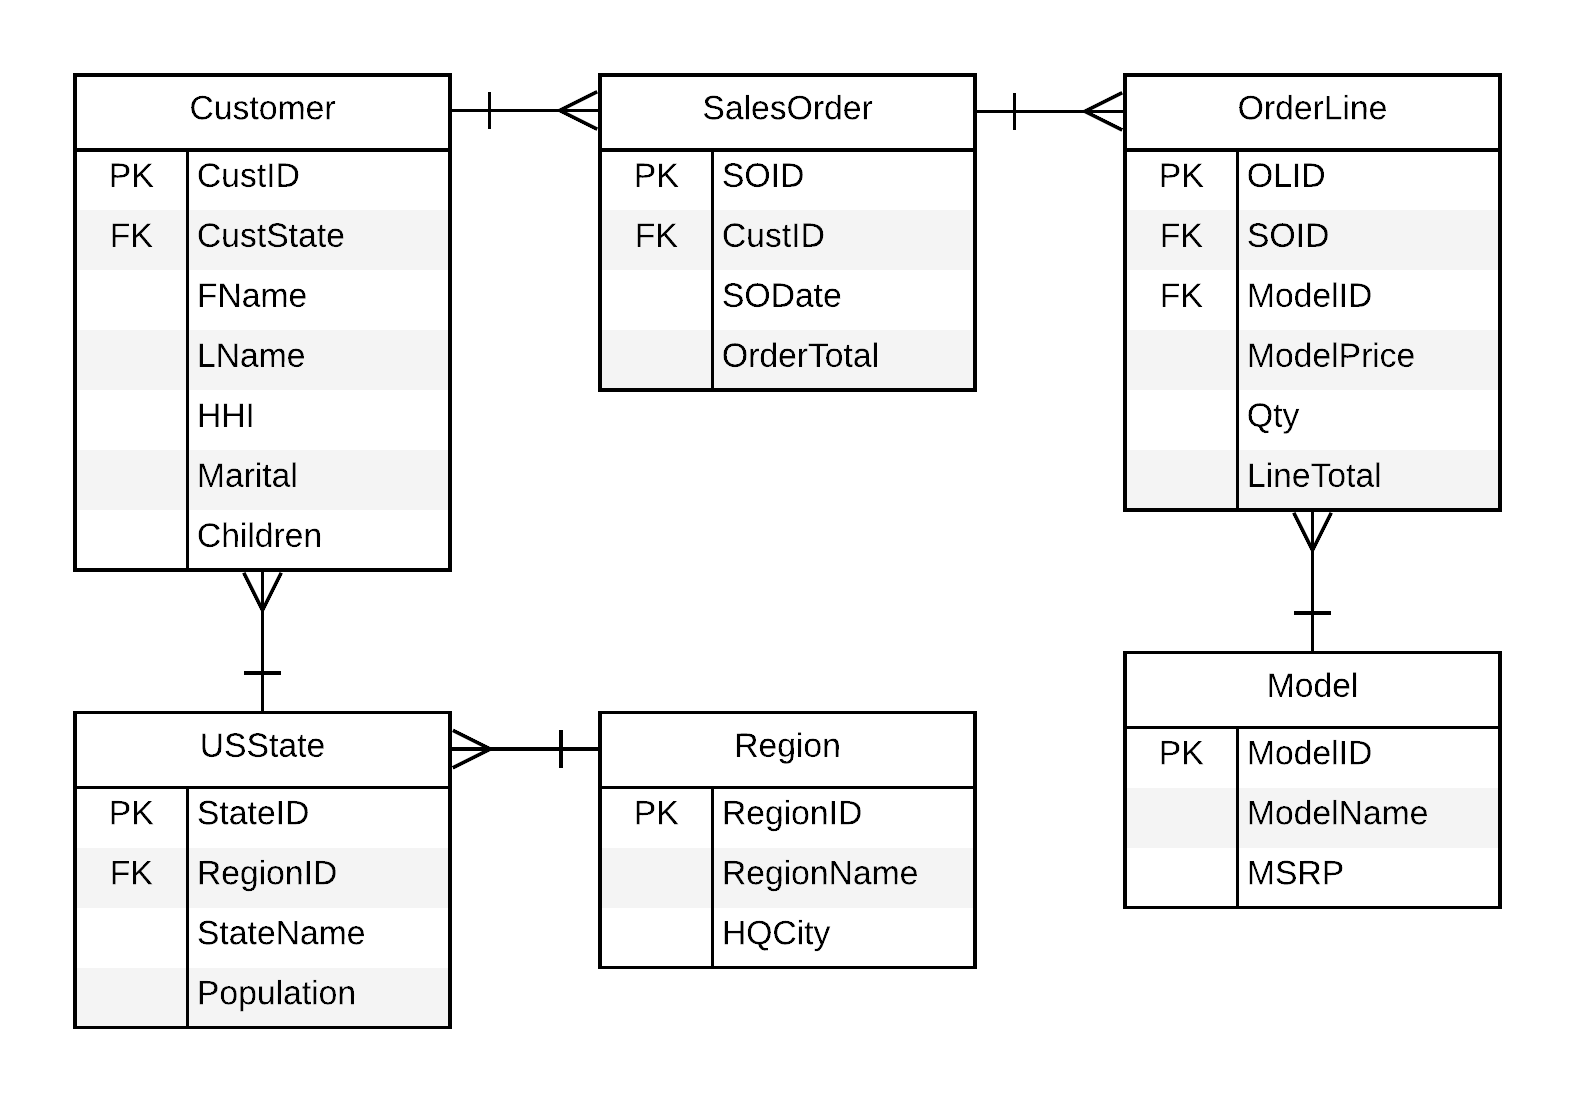 Customer
PK CustID
FK CustState
FName
LName
HHI
Marital
Children
SalesOrder
PK SOID
FK CustID
SODate
OrderTotal
OrderLine
PK OLID
FK SOID
FK ModelID
ModelPrice
Qty
LineTotal
USState
PK StateID
FK RegionID
StateName
Population
Region
PK RegionID
RegionName
HQCity
Model
PK ModelID
ModelName
MSRP